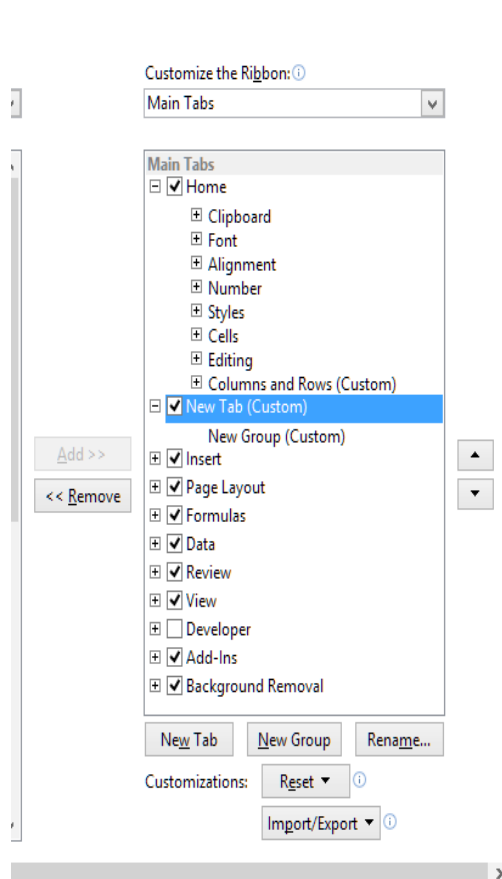 Customize the Ribbon:
Main Tabs
Main Tabs
Home
Clipboard
Font
Alignment
Number
Styles
Cells
Editing
Columns and Rows (Custom)
New Tab (Custom)
New Group (Custom)
Add >>
Insert
<< Remove
Page Layout
Formulas
Data
Review
View
Developer
Add-Ins
Background Removal
New Tab New Group Rename...
Customizations: Reset
Import/Export